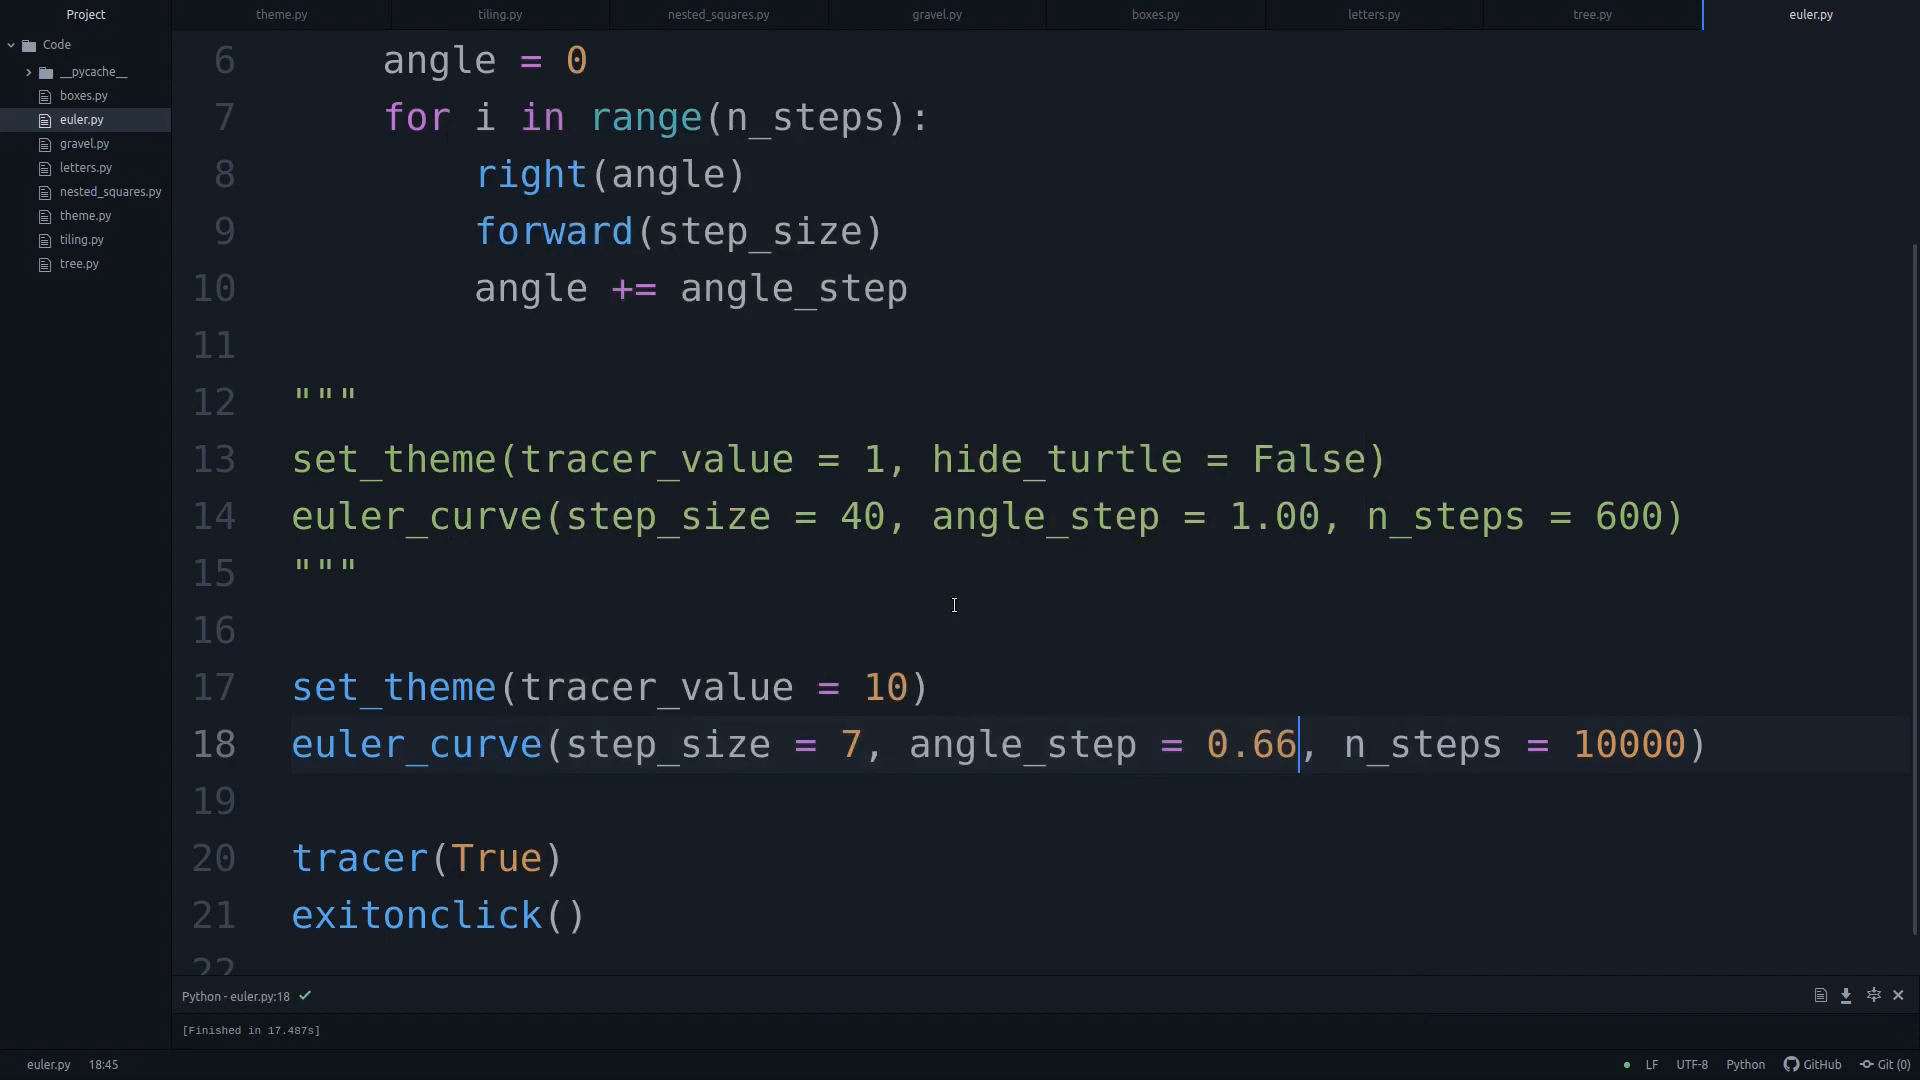 Project
theme.py
tiling.py
nested_squares.py
gravel.py
boxes.py
letters.py
tree.py
euler.py
Code
__pycache__
boxes.py
euler.py
gravel.py
letters.py
nested_squares.py
theme.py
tiling.py
tree.py
6 angle = 0
7 for i in range(n_steps):
8 right(angle)
9 forward(step_size)
10 angle += angle_step
11
12 """
13 set_theme(tracer_value = 1, hide_turtle = False)
14 euler_curve(step_size = 40, angle_step = 1.00, n_steps = 600)
15 """
16
17 set_theme(tracer_value = 10)
18 euler_curve(step_size = 7, angle_step = 0.66, n_steps = 10000)
19
20 tracer(True)
21 exitonclick()
22
Python - euler.py:18
[Finished in 17.487s]
euler.py 18:45 LF UTF-8 Python GitHub Git (0)